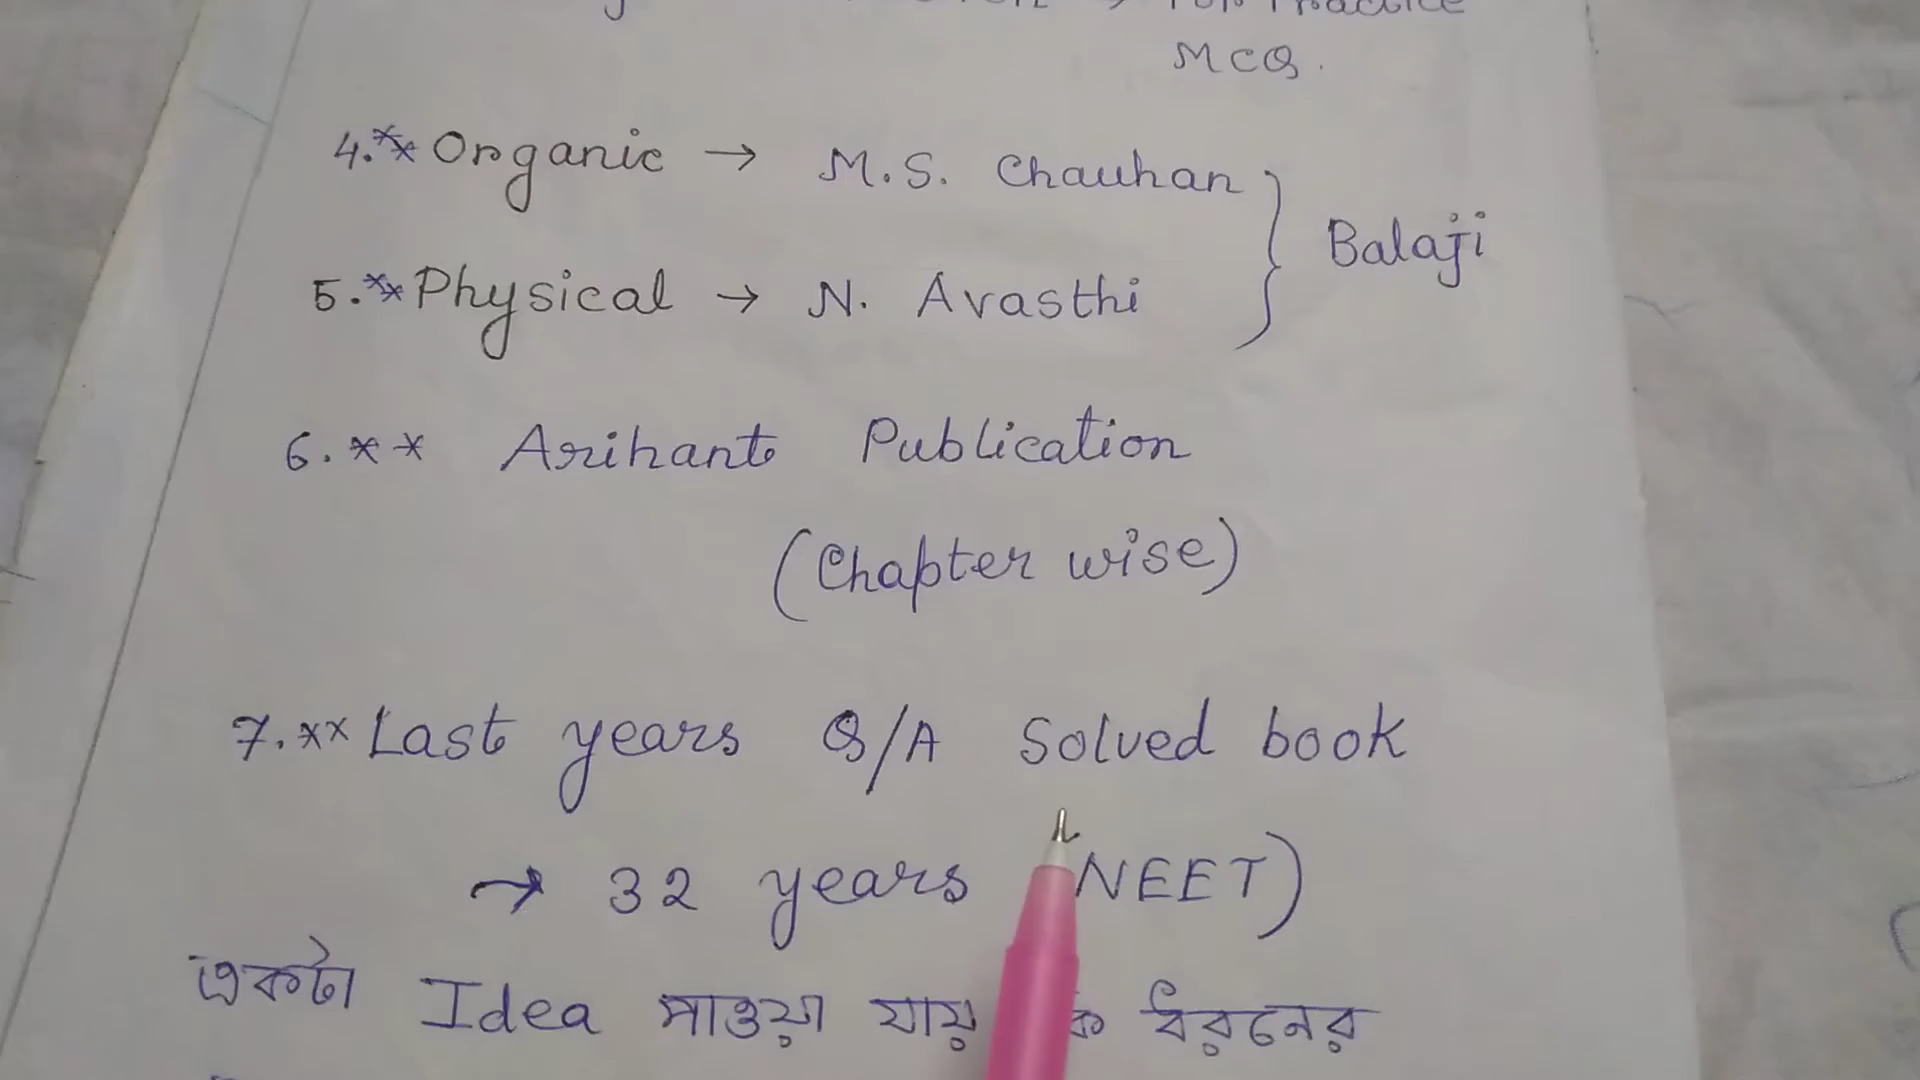 Practice
MCQ.
4.** Organic → M.S. Chauhan
5.** Physical → N. Avasthi } Balaji
6.** Arihant Publication
(Chapter wise)
7.** Last years Q/A Solved book
→ 32 years NEET)
একটা Idea পাওয়া যায় ধরনের